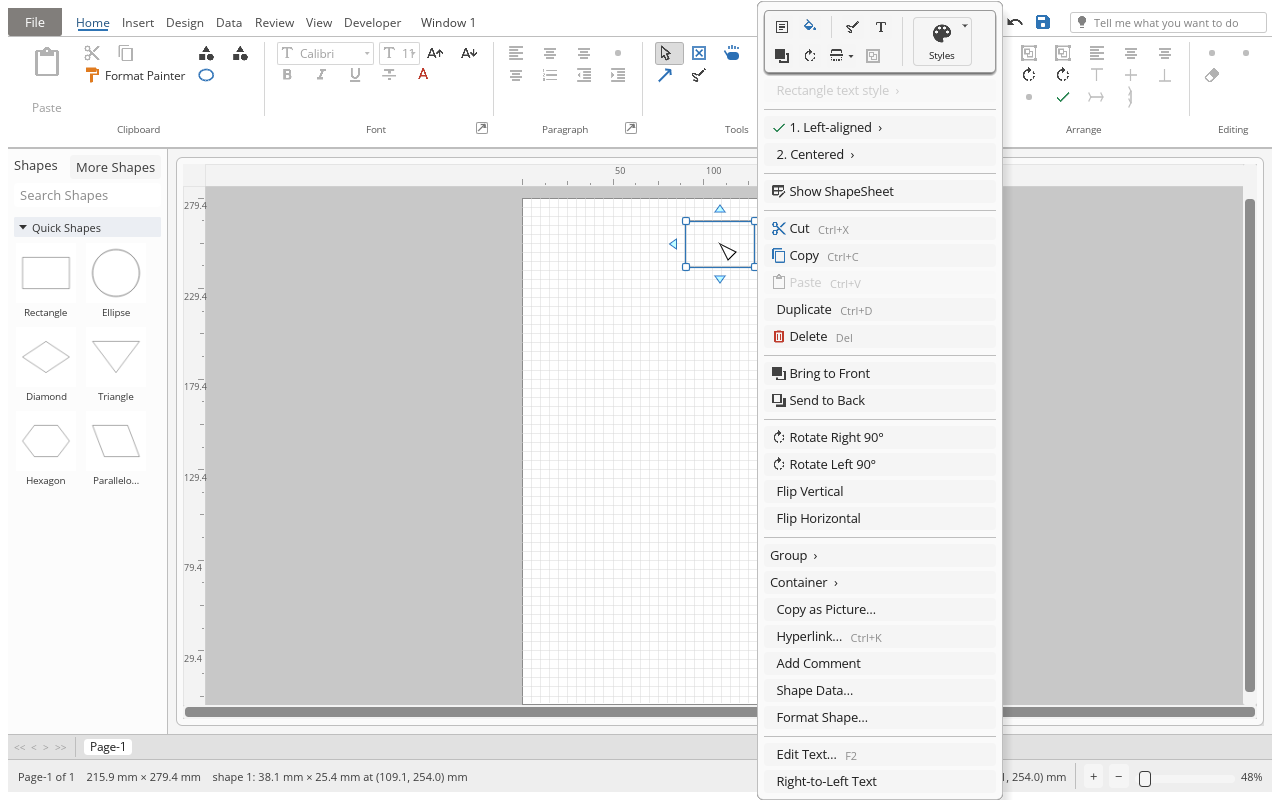 File Home Insert Design Data Review View Developer Window 1
Tell me what you want to do
Paste
Format Painter
Clipboard
Calibri
11
B I U A
Font
Paragraph
Tools
Styles
Arrange
Editing
Shapes More Shapes
Search Shapes
Quick Shapes
Rectangle Ellipse
Diamond Triangle
Hexagon Parallelo...
50 100
279.4
229.4
179.4
129.4
79.4
29.4
Rectangle text style ›
1. Left-aligned ›
2. Centered ›
Show ShapeSheet
Cut Ctrl+X
Copy Ctrl+C
Paste Ctrl+V
Duplicate Ctrl+D
Delete Del
Bring to Front
Send to Back
Rotate Right 90°
Rotate Left 90°
Flip Vertical
Flip Horizontal
Group ›
Container ›
Copy as Picture...
Hyperlink... Ctrl+K
Add Comment
Shape Data...
Format Shape...
Edit Text... F2
Right-to-Left Text
<< < > >> Page-1
Page-1 of 1 215.9 mm × 279.4 mm shape 1: 38.1 mm × 25.4 mm at (109.1, 254.0) mm
, 254.0) mm + − 48%